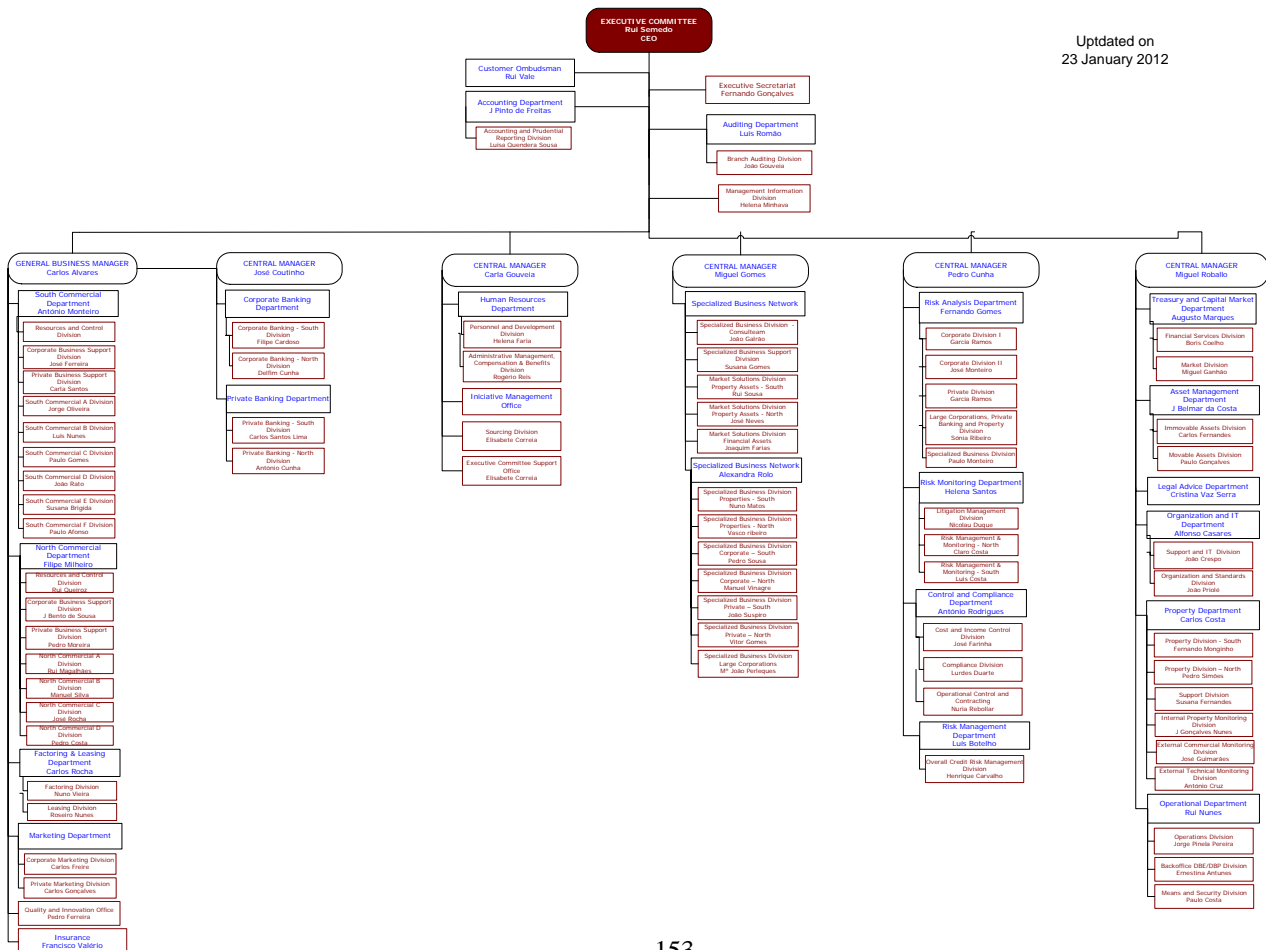 EXECUTIVE COMMITTEE
Rui Semedo
CEO
Uptdated on
23 January 2012
Customer Ombudsman
Rui Vale
Executive Secretariat
Fernando Gonçalves
Accounting Department
J Pinto de Freitas
Accounting and Prudential
Reporting Division
Luisa Quendera Sousa
Auditing Department
Luís Romão
Branch Auditing Division
João Gouveia
Management Information
Division
Helena Minhava
GENERAL BUSINESS MANAGER
Carlos Alvares
South Commercial
Department
António Monteiro
Resources and Control
Division
Corporate Business Support
Division
José Ferreira
Private Business Support
Division
Carla Santos
South Commercial A Division
Jorge Oliveira
South Commercial B Division
Luís Nunes
South Commercial C Division
Paulo Gomes
South Commercial D Division
João Rato
South Commercial E Division
Susana Brigida
South Commercial F Division
Paulo Afonso
North Commercial
Department
Filipe Milheiro
Resources and Control
Division
Rui Queiroz
Corporate Business Support
Division
J Bento de Sousa
Private Business Support
Division
Pedro Moreira
North Commercial A
Division
Rui Magalhães
North Commercial B
Division
Manuel Silva
North Commercial C
Division
José Rocha
North Commercial D
Division
Pedro Costa
Factoring & Leasing
Department
Carlos Rocha
Factoring Division
Nuno Vieira
Leasing Division
Roseiro Nunes
Marketing Department
Corporate Marketing Division
Carlos Freire
Private Marketing Division
Carlos Gonçalves
Quality and Innovation Office
Pedro Ferreira
Insurance
Francisco Valério
CENTRAL MANAGER
José Coutinho
Corporate Banking
Department
Corporate Banking - South
Division
Filipe Cardoso
Corporate Banking - North
Division
Delfim Cunha
Private Banking Department
Private Banking - South
Division
Carlos Santos Lima
Private Banking - North
Division
António Cunha
CENTRAL MANAGER
Carla Gouveia
Human Resources
Department
Personnel and Development
Division
Helena Faria
Administrative Management,
Compensation & Benefits
Division
Rogério Reis
Iniciative Management
Office
Sourcing Division
Elisabete Correia
Executive Committee Support
Office
Elisabete Correia
CENTRAL MANAGER
Miguel Gomes
Specialized Business Network
Specialized Business Division -
Consulteam
João Galrão
Specialized Business Support
Division
Susana Gomes
Market Solutions Division
Property Assets - South
Rui Sousa
Market Solutions Division
Property Assets - North
José Neves
Market Solutions Division
Financial Assets
Joaquim Farias
Specialized Business Network
Alexandra Rolo
Specialized Business Division
Properties - South
Nuno Matos
Specialized Business Division
Properties - North
Vasco ribeiro
Specialized Business Division
Corporate – South
Pedro Sousa
Specialized Business Division
Corporate – North
Manuel Vinagre
Specialized Business Division
Private – South
João Suspiro
Specialized Business Division
Private – North
Vitor Gomes
Specialized Business Division
Large Corporations
Mª João Perleques
CENTRAL MANAGER
Pedro Cunha
Risk Analysis Department
Fernando Gomes
Corporate Division I
Garcia Ramos
Corporate Division II
José Monteiro
Private Division
Garcia Ramos
Large Corporations, Private
Banking and Property
Division
Sónia Ribeiro
Specialized Business Division
Paulo Monteiro
Risk Monitoring Department
Helena Santos
Litigation Management
Division
Nicolau Duque
Risk Management &
Monitoring - North
Claro Costa
Risk Management &
Monitoring - South
Luís Costa
Control and Compliance
Department
António Rodrigues
Cost and Income Control
Division
José Farinha
Compliance Division
Lurdes Duarte
Operational Control and
Contracting
Nuria Rebollar
Risk Management
Department
Luís Botelho
Overall Credit Risk Management
Division
Henrique Carvalho
CENTRAL MANAGER
Miguel Roballo
Treasury and Capital Market
Department
Augusto Marques
Financial Services Division
Boris Coelho
Market Division
Miguel Ganhão
Asset Management
Department
J Belmar da Costa
Immovable Assets Division
Carlos Fernandes
Movable Assets Division
Paulo Gonçalves
Legal Advice Department
Cristina Vaz Serra
Organization and IT
Department
Alfonso Casares
Support and IT Division
João Crespo
Organization and Standards
Division
João Prioté
Property Department
Carlos Costa
Property Division - South
Fernando Monginho
Property Division – North
Pedro Simões
Support Division
Susana Fernandes
Internal Property Monitoring
Division
J Gonçalves Nunes
External Commercial Monitoring
Division
José Guimarães
External Technical Monitoring
Division
António Cruz
Operational Department
Rui Nunes
Operations Division
Jorge Pinela Pereira
Backoffice DBE/DBP Division
Ernestina Antunes
Means and Security Division
Paulo Costa
153